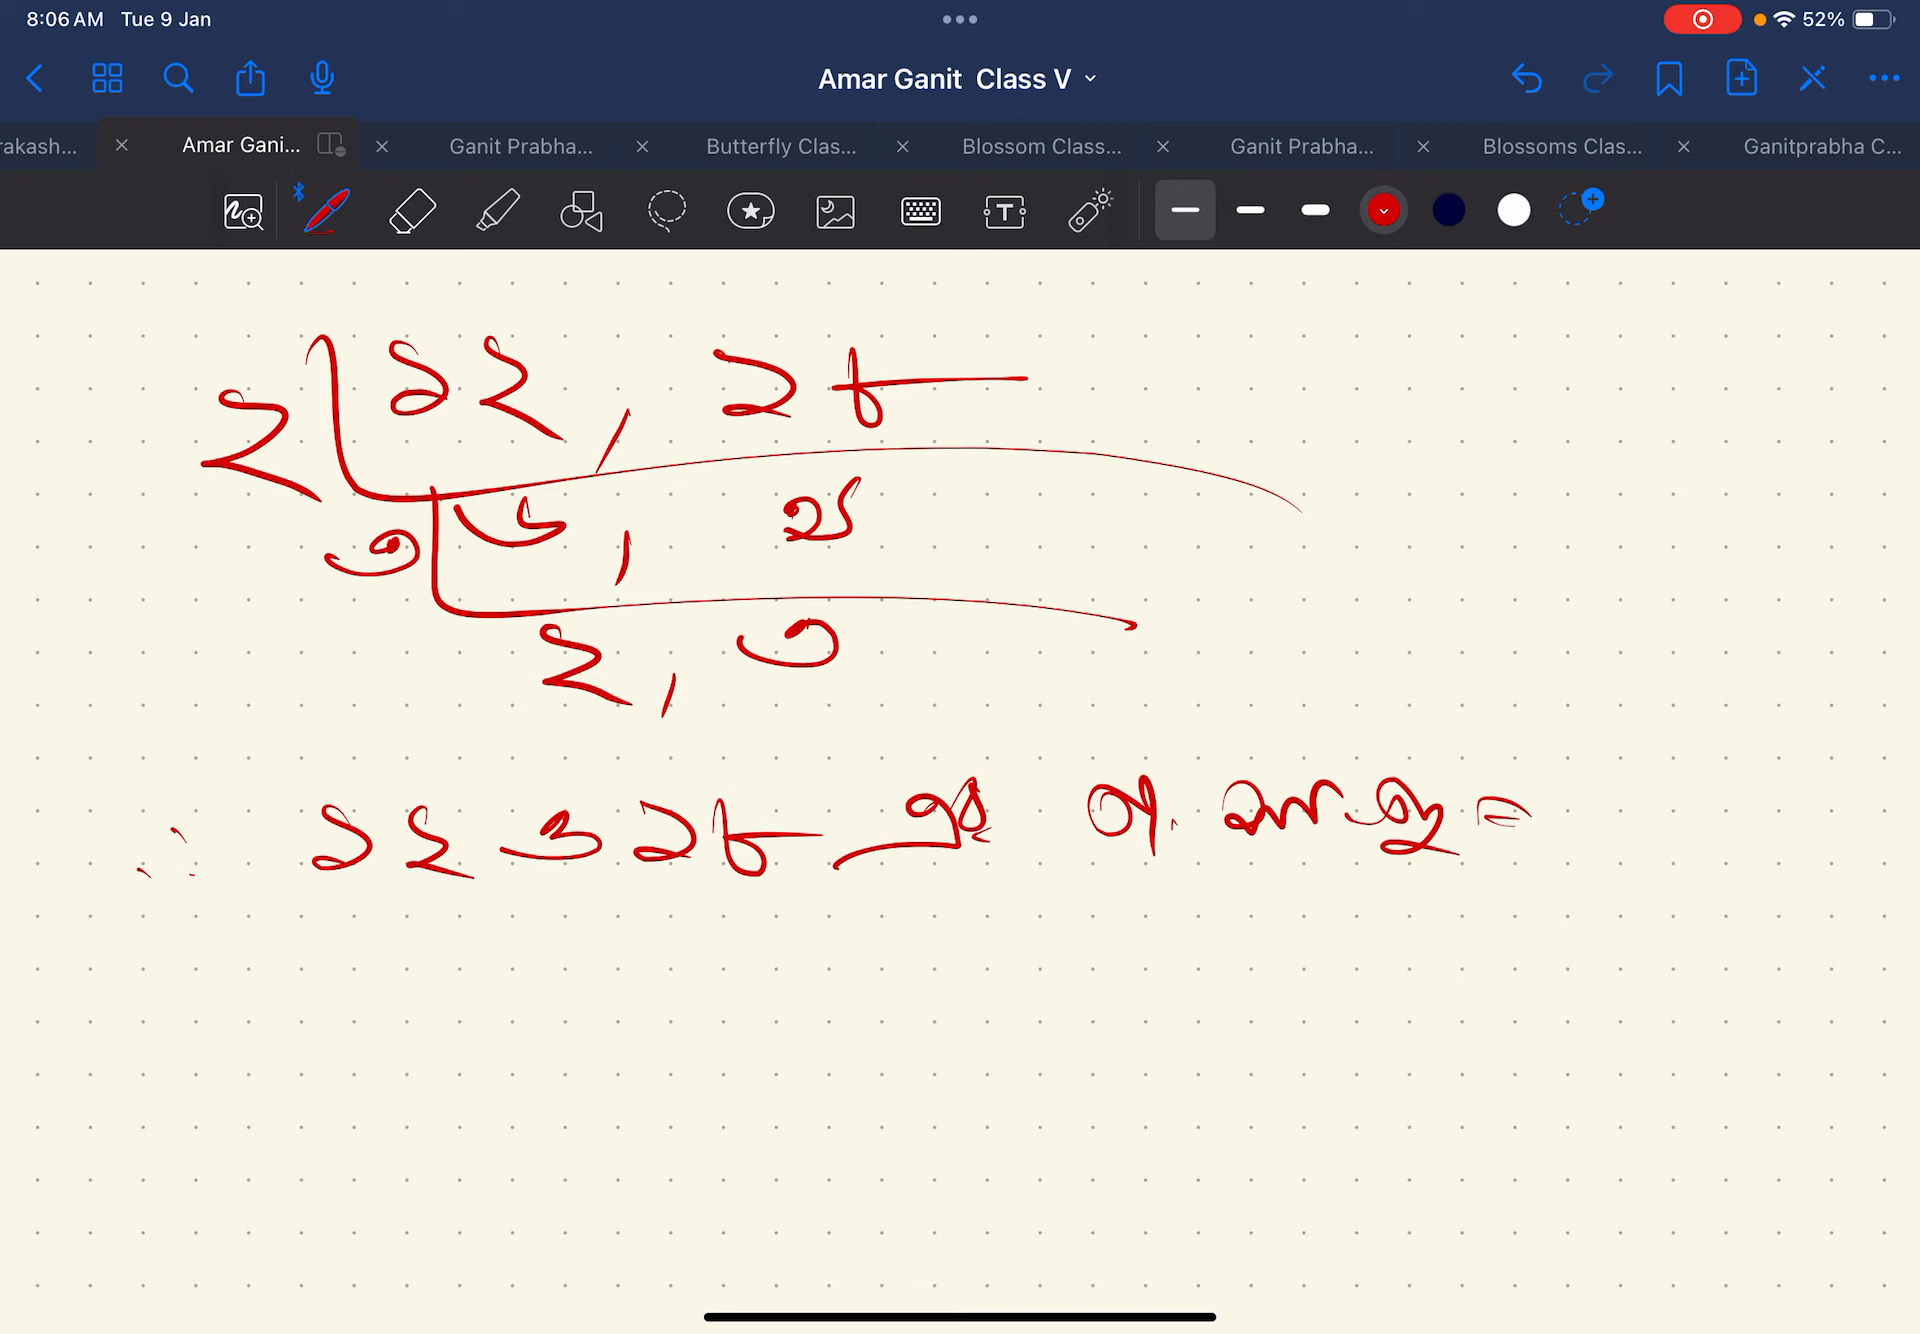 8:06 AM Tue 9 Jan 52%
Amar Ganit Class V
rakash... Amar Gani... Ganit Prabha... Butterfly Clas... Blossom Class... Ganit Prabha... Blossoms Clas... Ganitprabha C...
T
২ ১২, ১৮
৩ ৬, ৯
২, ৩
∴ ১২ ও ১৮ এর ল. সা. গু =